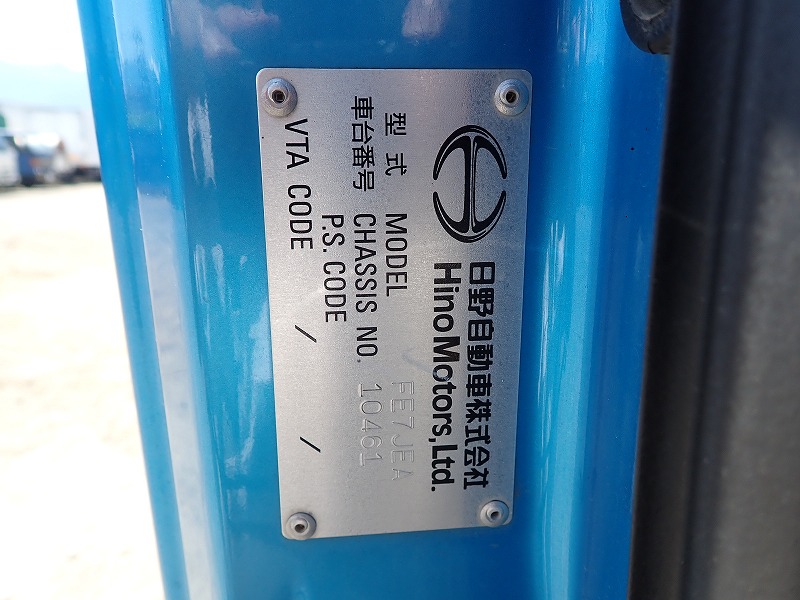 日野自動車株式会社
Hino Motors, Ltd.
型式 MODEL FE7JEA
車台番号 CHASSIS NO. 10461
P.S. CODE
VTA CODE / /